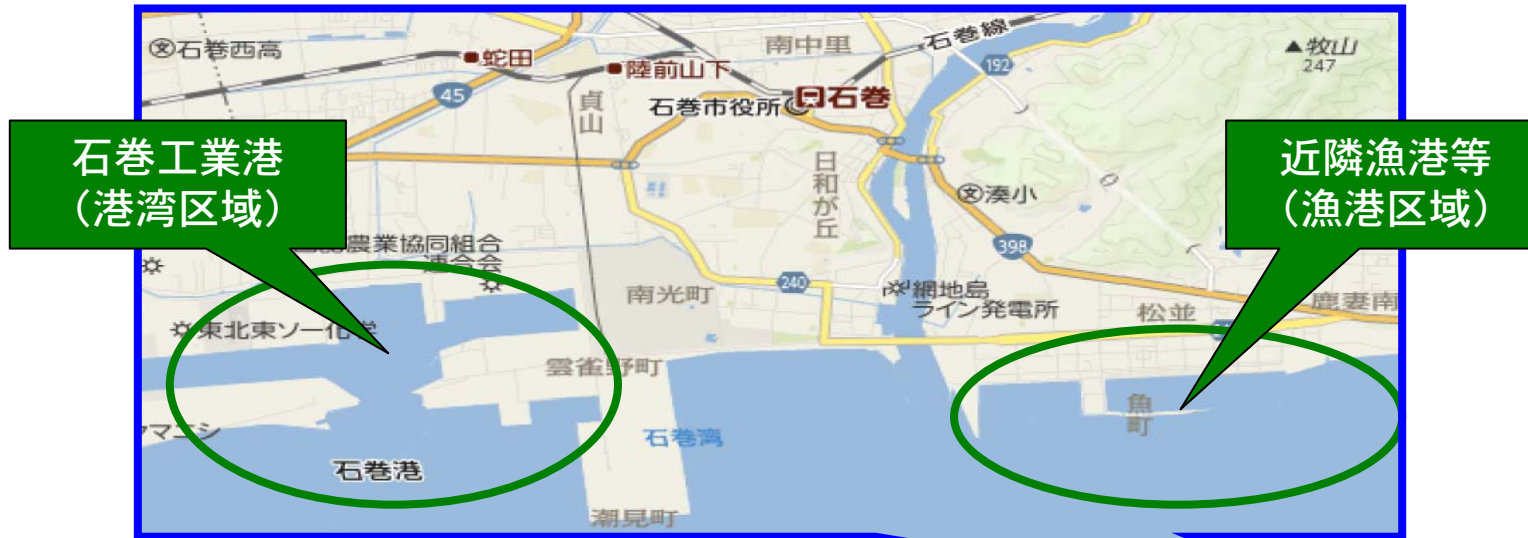 石巻西高
蛇田
陸前山下
南中里
石巻線
192
牧山
247
45
貞山
石巻市役所
石巻
石巻工業港
(港湾区域)
近隣漁港等
(漁港区域)
日和が丘
湊小
398
農業協同組合
連合会
南光町
240
網地島
ライン発電所
松並
鹿妻南
東北東ソー化学
雲雀野町
魚町
マニシ
石巻湾
石巻港
潮見町